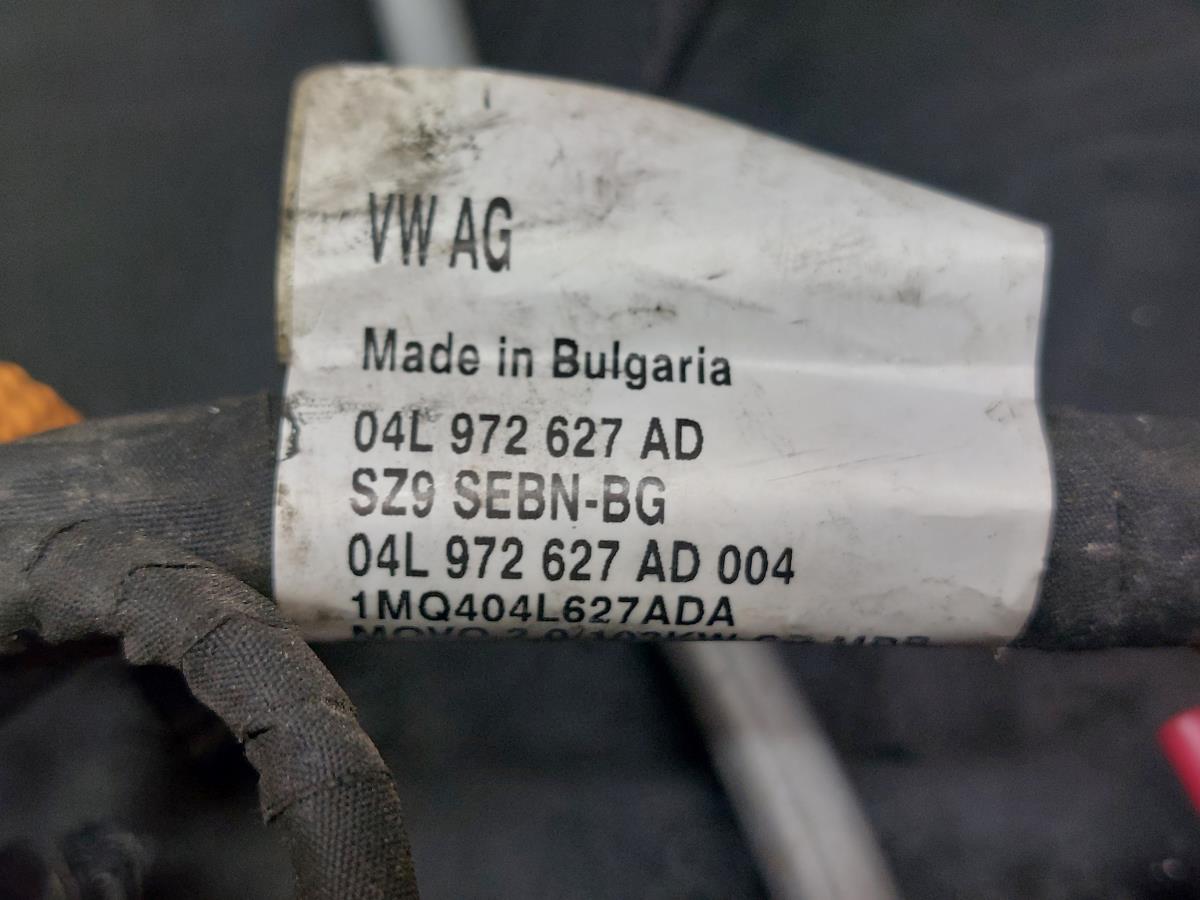 VW AG
Made in Bulgaria
04L 972 627 AD
SZ9 SEBN-BG
04L 972 627 AD 004
1MQ404L627ADA